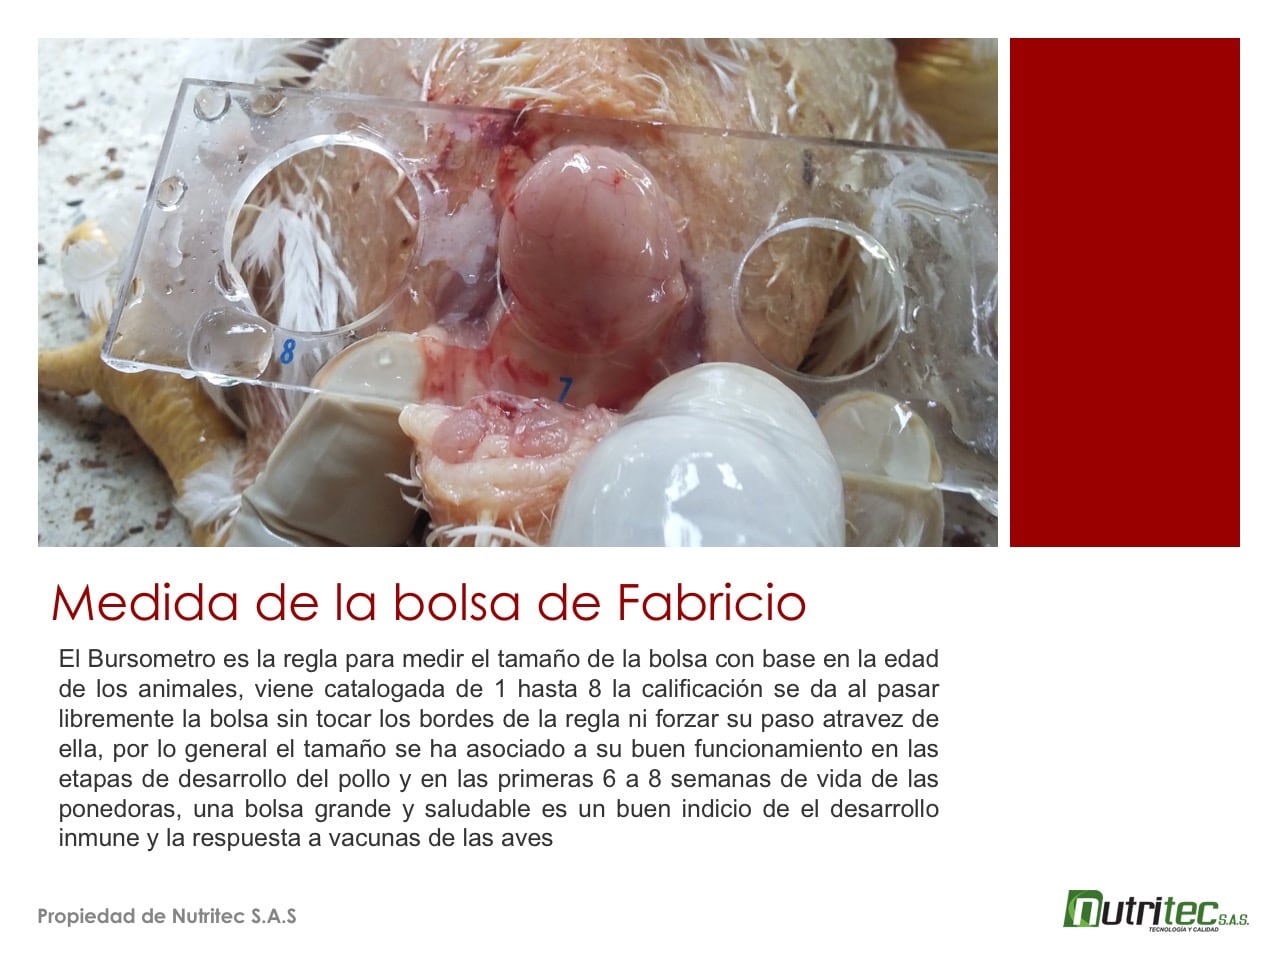 8
7
Medida de la bolsa de Fabricio
El Bursometro es la regla para medir el tamaño de la bolsa con base en la edad
de los animales, viene catalogada de 1 hasta 8 la calificación se da al pasar
libremente la bolsa sin tocar los bordes de la regla ni forzar su paso atravez de
ella, por lo general el tamaño se ha asociado a su buen funcionamiento en las
etapas de desarrollo del pollo y en las primeras 6 a 8 semanas de vida de las
ponedoras, una bolsa grande y saludable es un buen indicio de el desarrollo
inmune y la respuesta a vacunas de las aves
Propiedad de Nutritec S.A.S
nutritec S.A.S.
TECNOLOGÍA Y CALIDAD